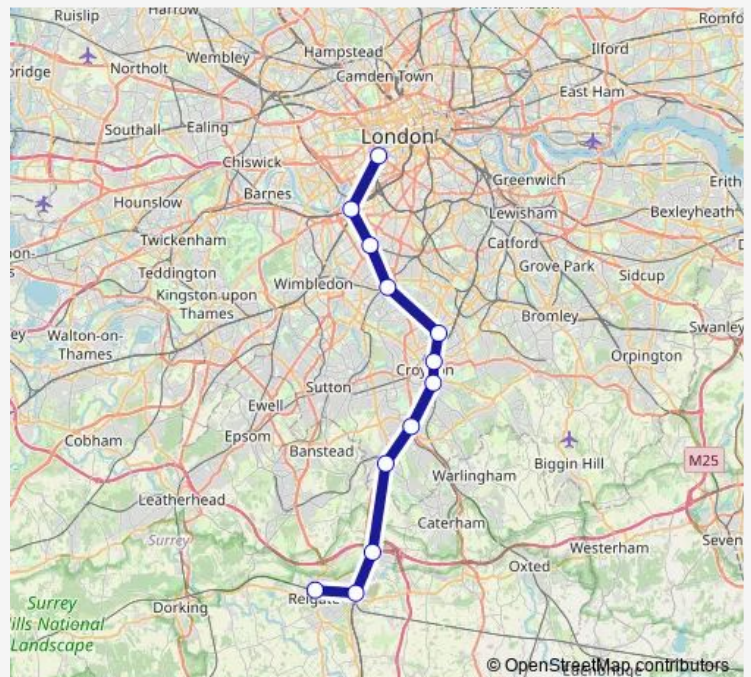 Ruislip
Harrow
Romfo
Hampstead
Ilford
Wembley
Northolt
Camden Town
East Ham
London
Southall
Ealing
Chiswick
Greenwich
Erith
Barnes
Hounslow
Lewisham
Bexleyheath
Twickenham
Catford
Teddington
Grove Park
Sidcup
Wimbledon
Kingston upon
Thames
Bromley
Swanley
Walton-on-
Thames
Orpington
Croydon
Sutton
Ewell
Cobham
Epsom
Banstead
Biggin Hill
M25
Warlingham
Leatherhead
Caterham
Surrey
Westerham
Seven
Oxted
Reigate
Dorking
Surrey
ills National
Landscape
© OpenStreetMap contributors